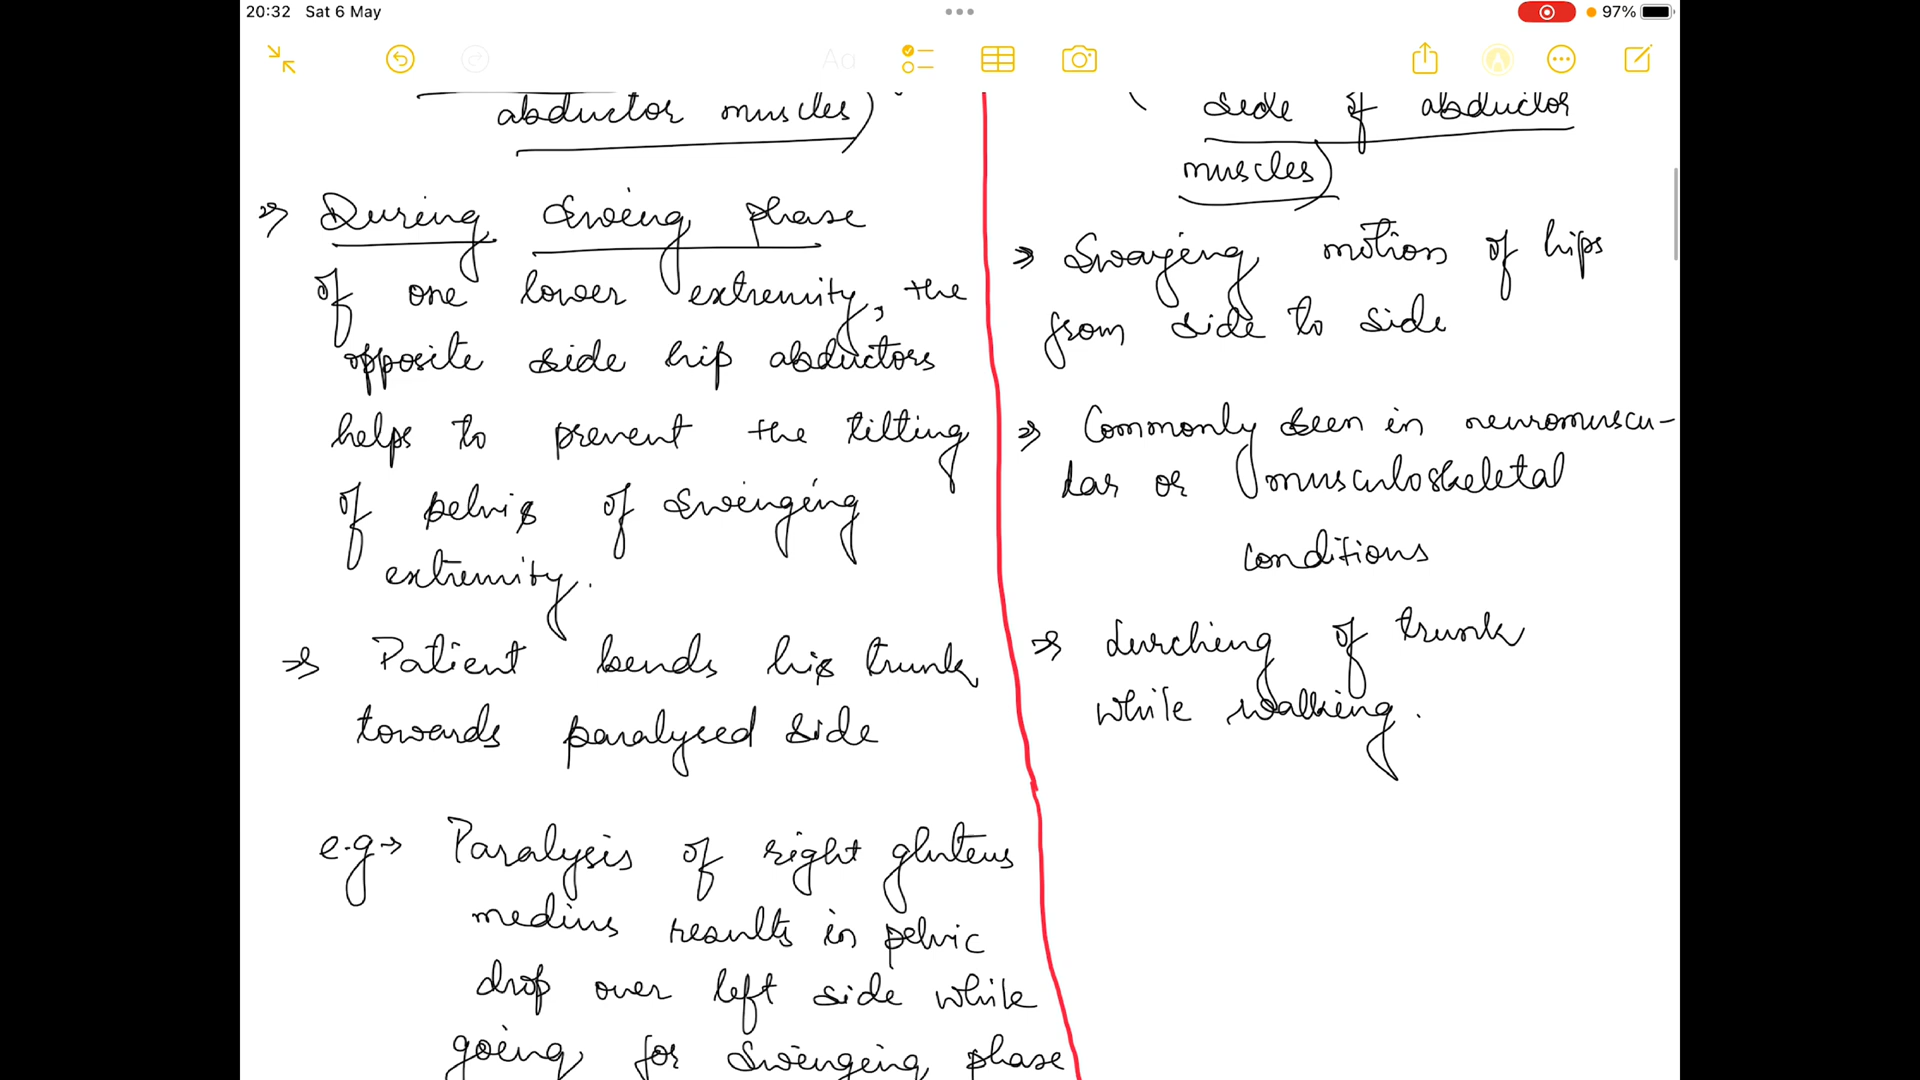 20:32 Sat 6 May
97%
Aa
abductor muscles)
⇒ During swing phase
of one lower extremity, the
opposite side hip abductors
helps to prevent the tilting
of pelvis of swinging
extremity.
⇒ Patient bends his trunk
towards paralysed side
e.g→ Paralysis of right gluteus
medius results in pelvic
drop over left side while
going for swinging phase
side of abductor
muscles)
⇒ Swaying motion of hips
from side to side
⇒ Commonly seen in neuromuscu-
lar or musculoskeletal
conditions
⇒ Lurching of trunk
while walking.